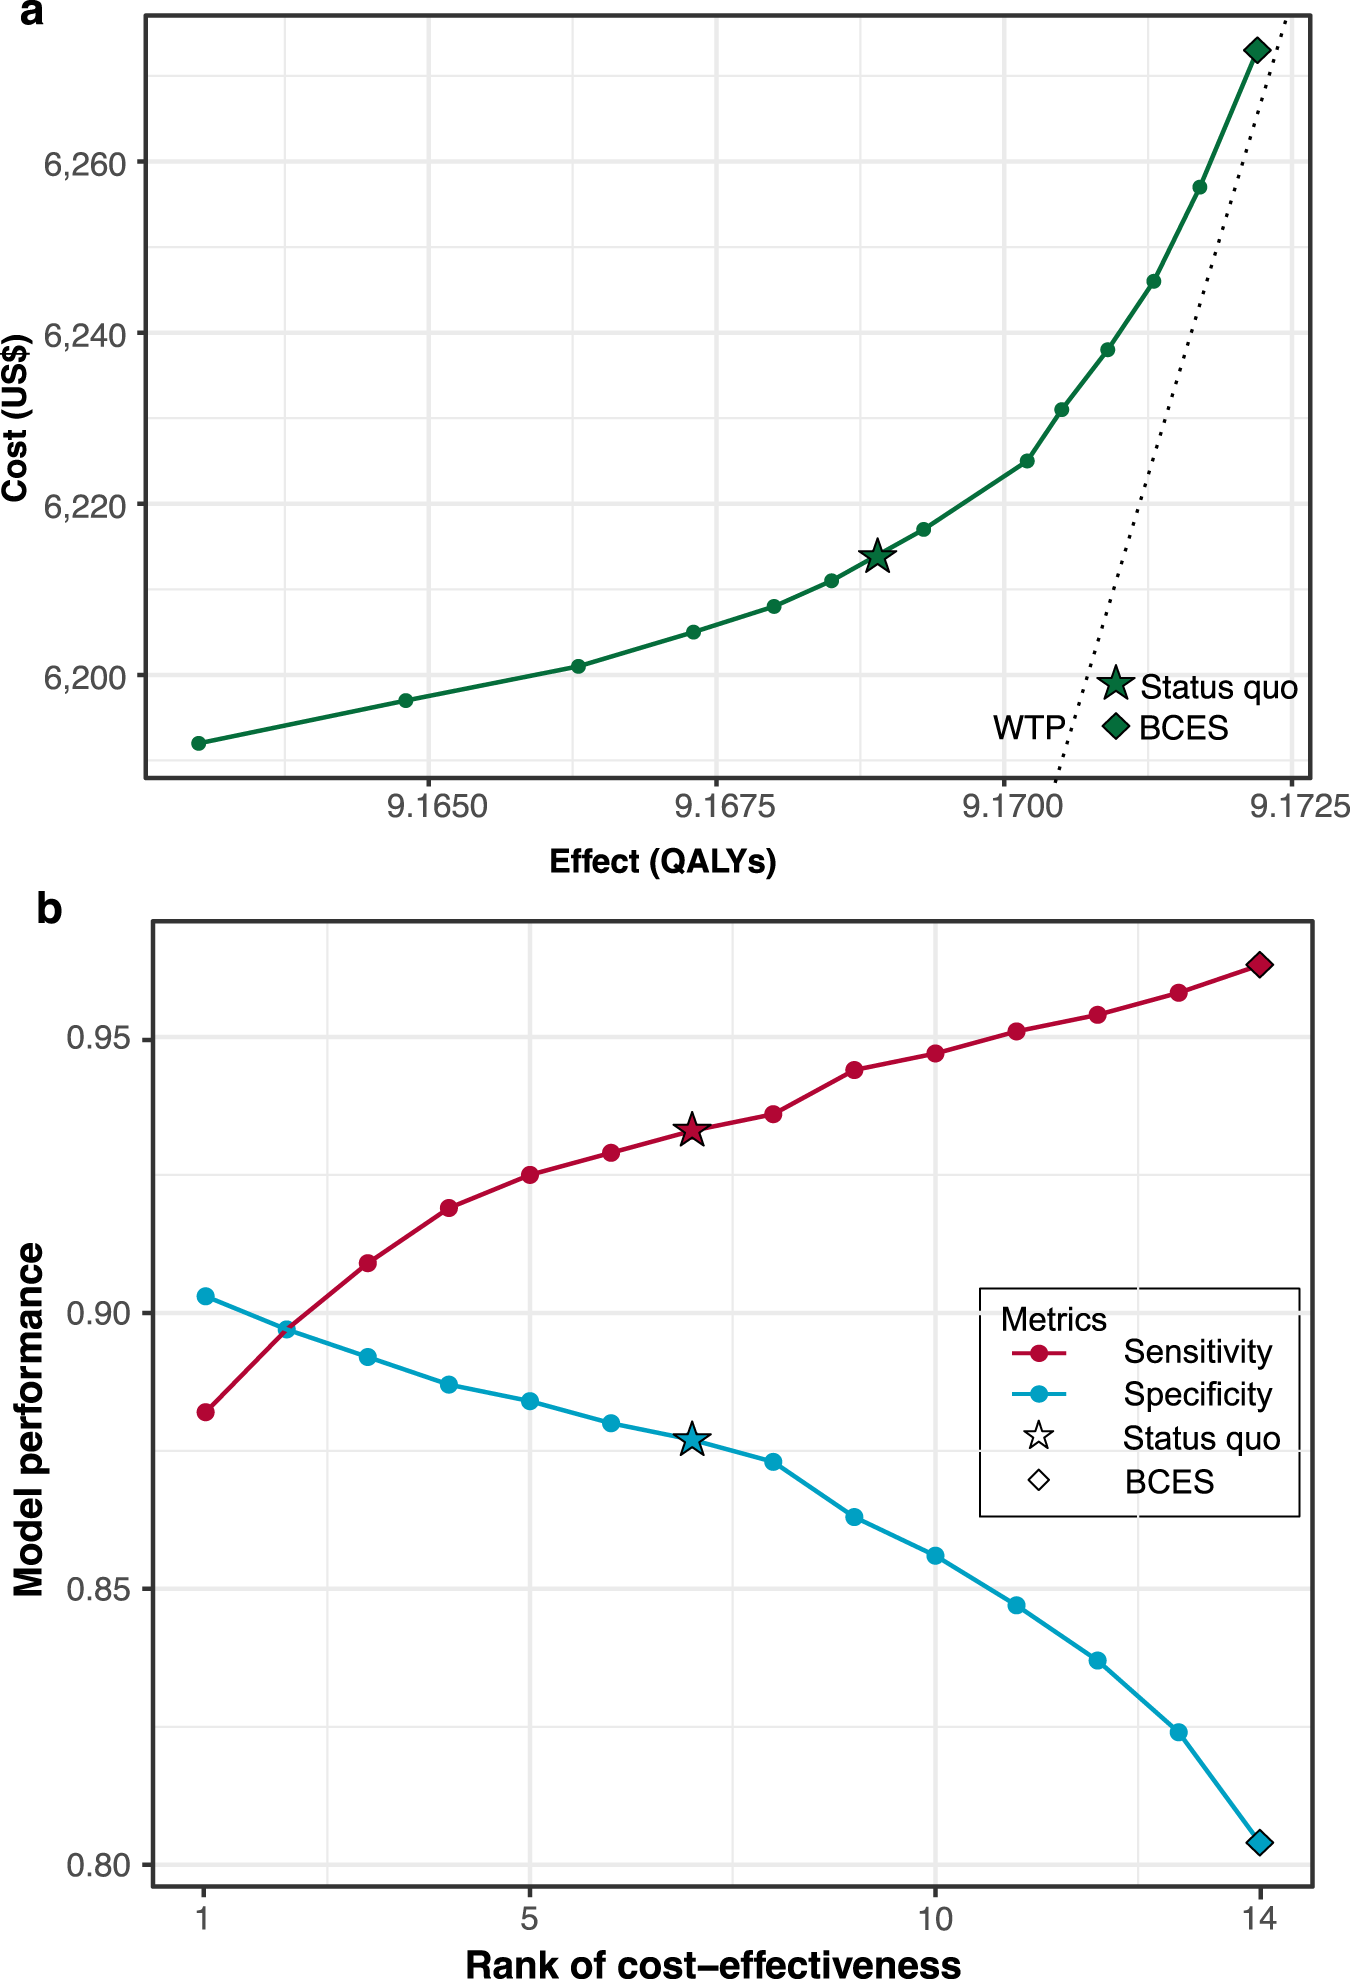 a
6,260
6,240
6,220
6,200
Cost (US$)
Status quo
WTP
BCES
9.1650
9.1675
9.1700
9.1725
Effect (QALYs)
b
0.95
0.90
0.85
0.80
Model performance
Metrics
Sensitivity
Specificity
Status quo
BCES
1
5
10
14
Rank of cost–effectiveness